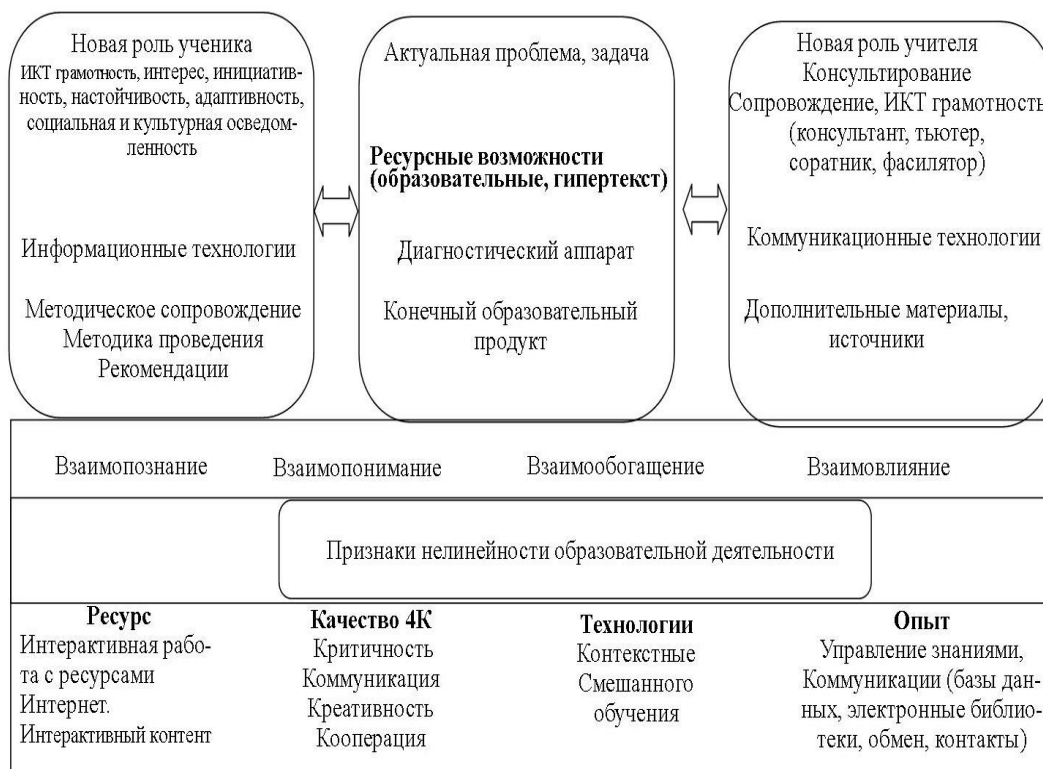 Новая роль ученика
ИКТ грамотность, интерес, инициатив-
ность, настойчивость, адаптивность,
социальная и культурная осведом-
ленность
Информационные технологии
Методическое сопровождение
Методика проведения
Рекомендации
Актуальная проблема, задача
Ресурсные возможности
(образовательные, гипертекст)
Диагностический аппарат
Конечный образовательный
продукт
Новая роль учителя
Консультирование
Сопровождение, ИКТ грамотность
(консультант, тьютер,
соратник, фасилятор)
Коммуникационные технологии
Дополнительные материалы,
источники
Взаимопознание
Взаимопонимание
Взаимообогащение
Взаимовлияние
Признаки нелинейности образовательной деятельности
Ресурс
Интерактивная рабо-
та с ресурсами
Интернет.
Интерактивный контент
Качество 4К
Критичность
Коммуникация
Креативность
Кооперация
Технологии
Контекстные
Смешанного
обучения
Опыт
Управление знаниями,
Коммуникации (базы дан-
ных, электронные библио-
теки, обмен, контакты)